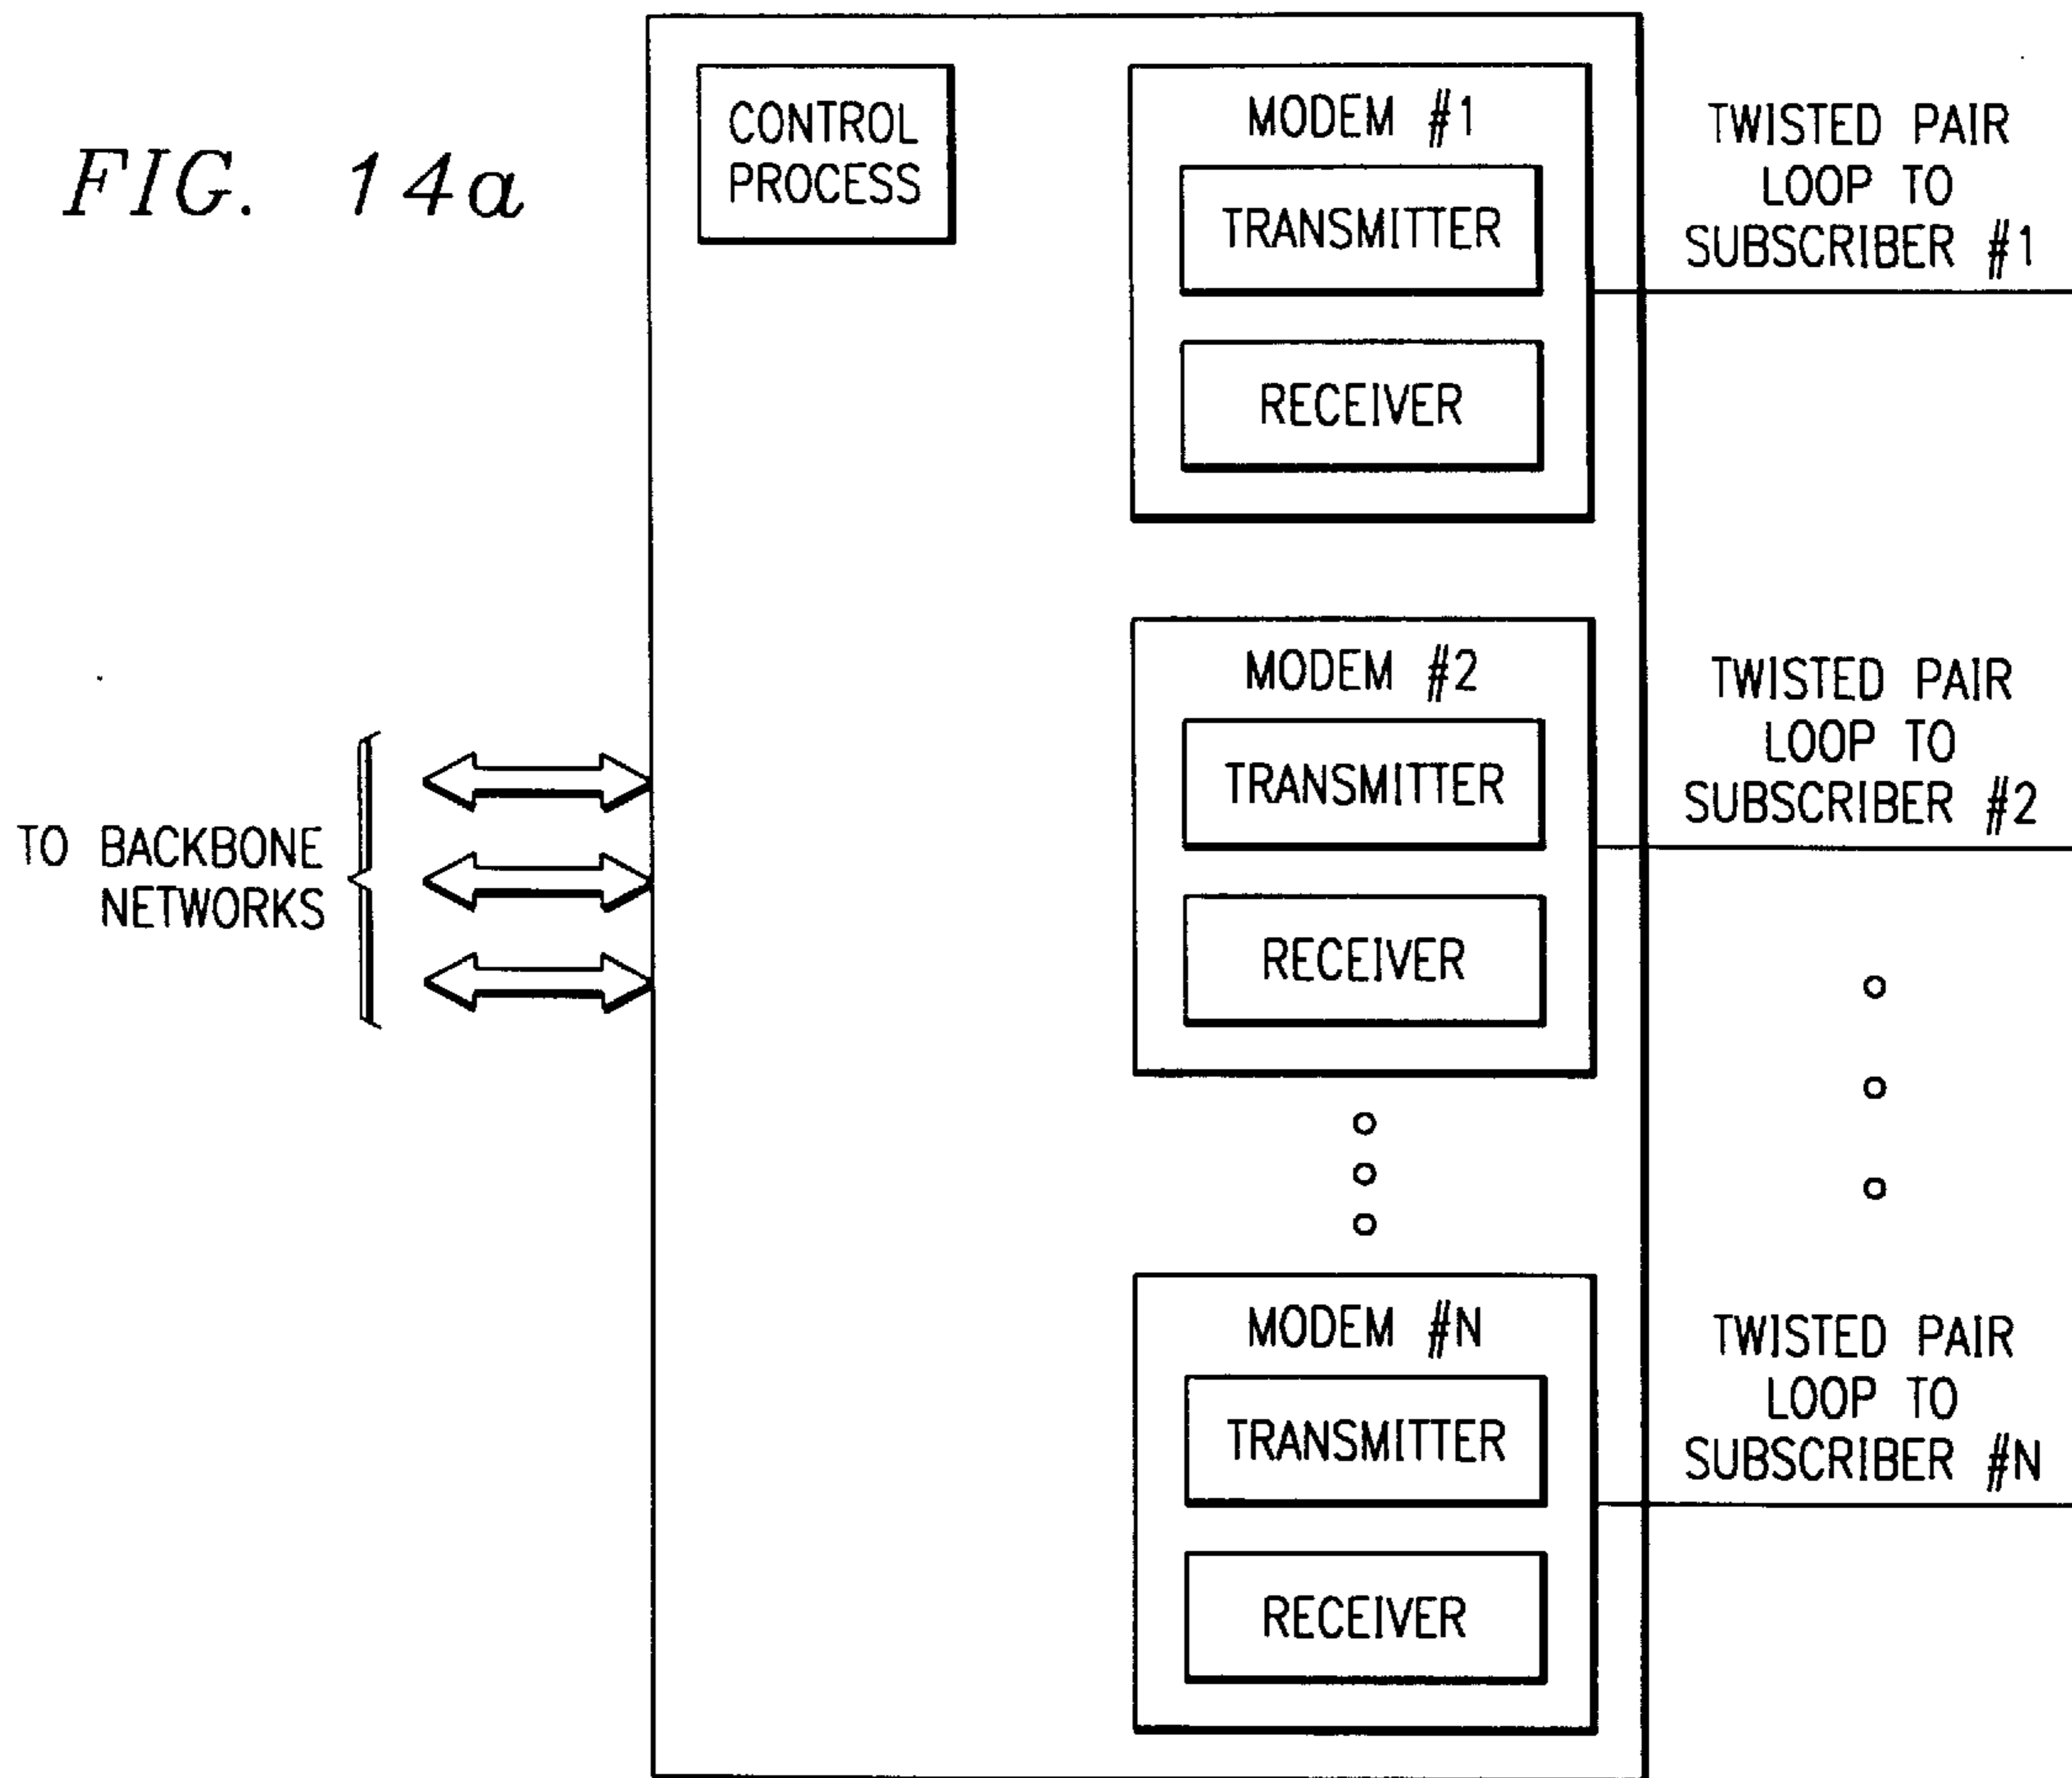 FIG. 14a
CONTROL
PROCESS
MODEM #1
TRANSMITTER
RECEIVER
TWISTED PAIR
LOOP TO
SUBSCRIBER #1
MODEM #2
TRANSMITTER
RECEIVER
TWISTED PAIR
LOOP TO
SUBSCRIBER #2
TO BACKBONE
NETWORKS
MODEM #N
TRANSMITTER
RECEIVER
TWISTED PAIR
LOOP TO
SUBSCRIBER #N